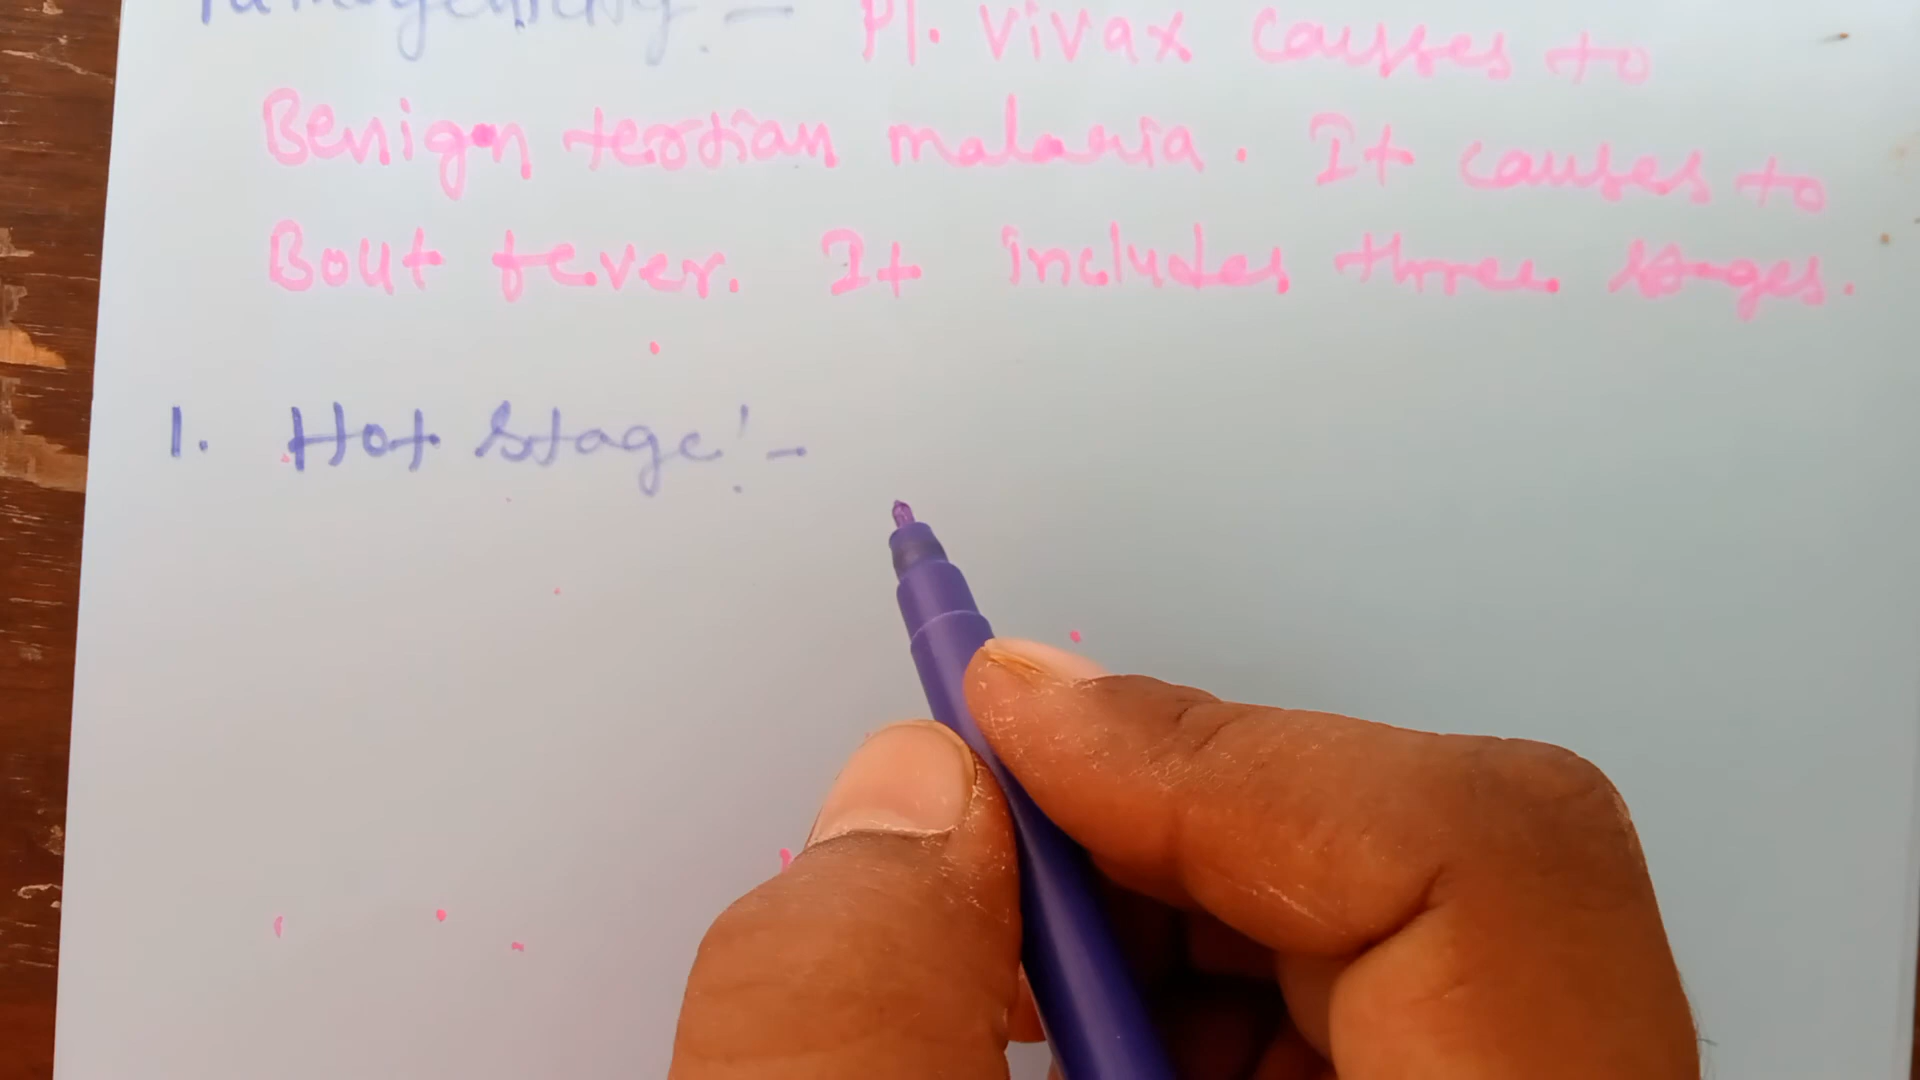 Pathogenicity:- Pl. vivax causes to
Benign tertian malaria. It causes to
Bout fever. It includes three stages.
1. Hot stage:-